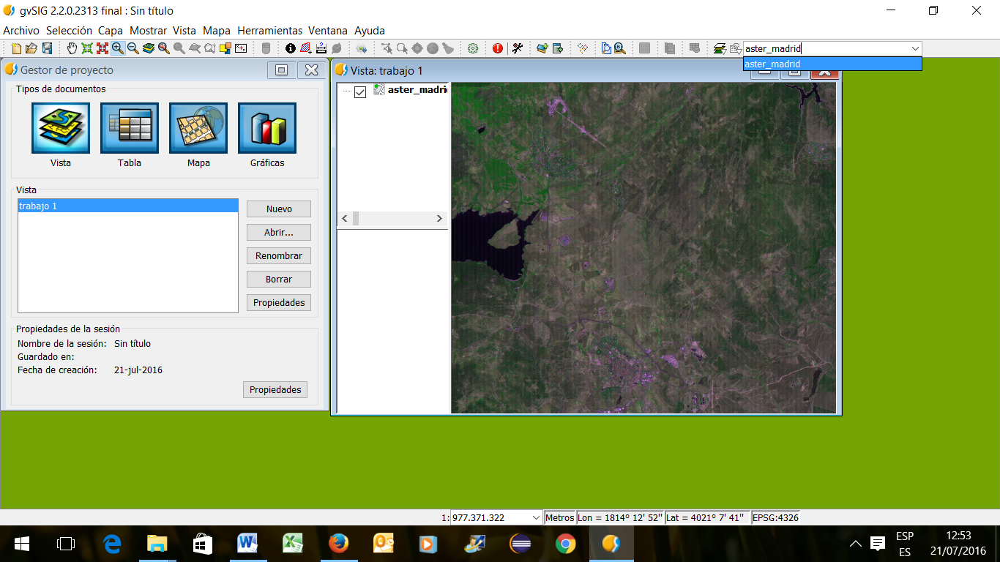 gvSIG 2.2.0.2313 final : Sin título
Archivo Selección Capa Mostrar Vista Mapa Herramientas Ventana Ayuda
aster_madrid
aster_madrid
Gestor de proyecto
Tipos de documentos
Vista Tabla Mapa Gráficas
Vista
trabajo 1
Nuevo
Abrir...
Renombrar
Borrar
Propiedades
Propiedades de la sesión
Nombre de la sesión: Sin título
Guardado en:
Fecha de creación: 21-jul-2016
Propiedades
Vista: trabajo 1
aster_madri
1: 977.371.322 Metros Lon = 1814º 12' 52'' Lat = 4021º 7' 41'' EPSG:4326
ESP
ES
12:53
21/07/2016